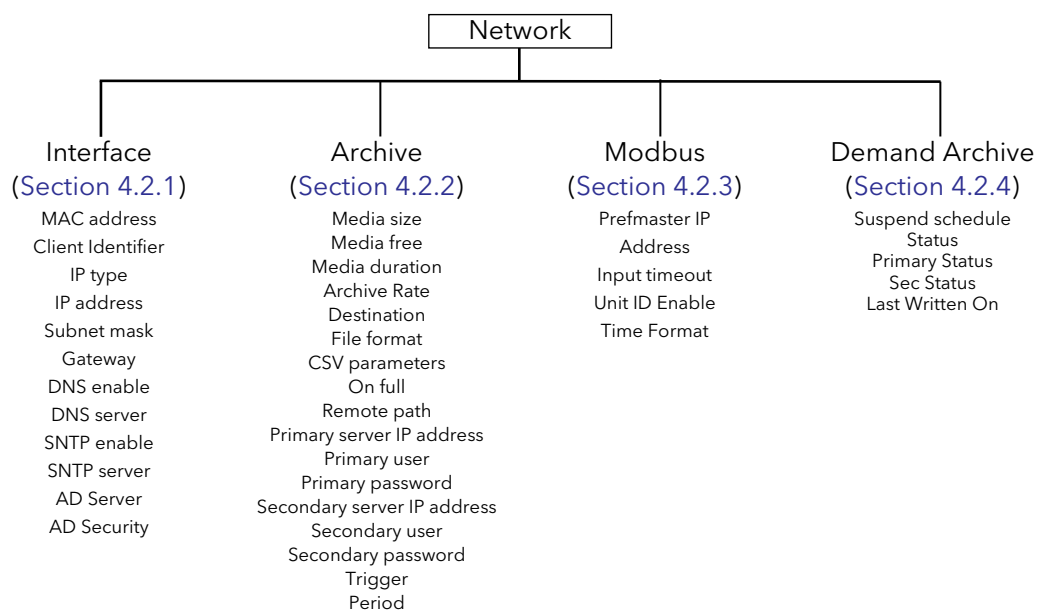 Network
Interface
(Section 4.2.1)
MAC address
Client Identifier
IP type
IP address
Subnet mask
Gateway
DNS enable
DNS server
SNTP enable
SNTP server
AD Server
AD Security
Archive
(Section 4.2.2)
Media size
Media free
Media duration
Archive Rate
Destination
File format
CSV parameters
On full
Remote path
Primary server IP address
Primary user
Primary password
Secondary server IP address
Secondary user
Secondary password
Trigger
Period
Modbus
(Section 4.2.3)
Prefmaster IP
Address
Input timeout
Unit ID Enable
Time Format
Demand Archive
(Section 4.2.4)
Suspend schedule
Status
Primary Status
Sec Status
Last Written On